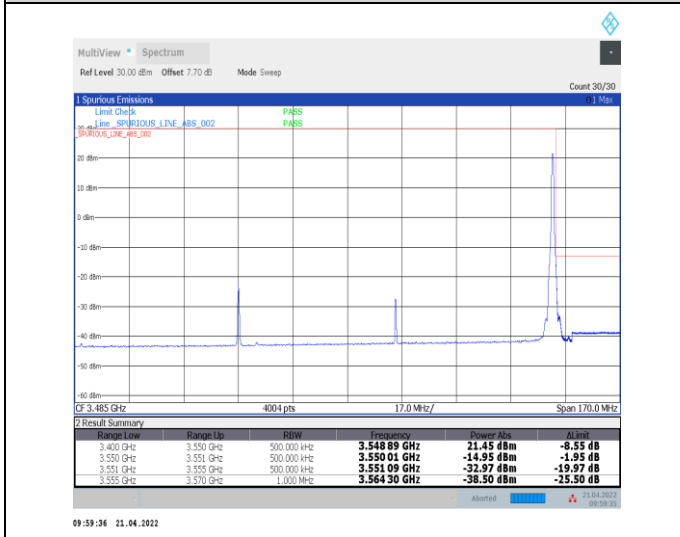 MultiView Spectrum
Ref Level 30.00 dBm Offset 7.70 dB Mode Sweep
Count 30/30
1 Spurious Emissions 1 Max
Limit Check PASS
Line _SPURIOUS_LINE_ABS_002 PASS
30 dBm
_SPURIOUS_LINE_ABS_002
20 dBm
10 dBm
0 dBm
-10 dBm
-20 dBm
-30 dBm
-40 dBm
-50 dBm
-60 dBm
CF 3.485 GHz 4004 pts 17.0 MHz/ Span 170.0 MHz
2 Result Summary
Range Low Range Up RBW Frequency Power Abs ΔLimit
3.400 GHz 3.550 GHz 500.000 kHz 3.548 89 GHz 21.45 dBm -8.55 dB
3.550 GHz 3.551 GHz 500.000 kHz 3.550 01 GHz -14.95 dBm -1.95 dB
3.551 GHz 3.555 GHz 500.000 kHz 3.551 09 GHz -32.97 dBm -19.97 dB
3.555 GHz 3.570 GHz 1.000 MHz 3.564 30 GHz -38.50 dBm -25.50 dB
Aborted 21.04.2022
09:59:35
09:59:36 21.04.2022